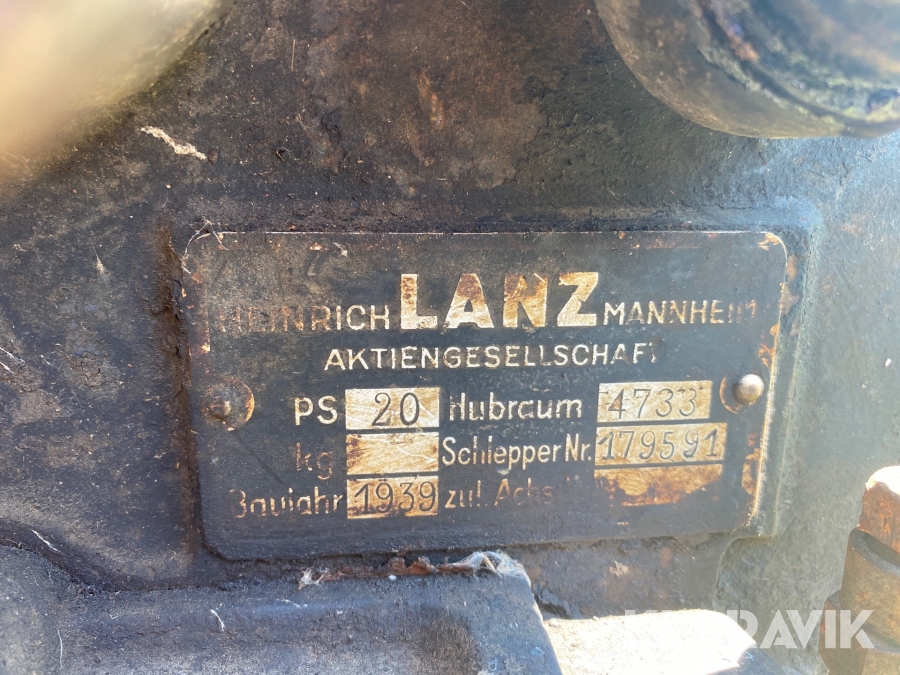 HEINRICH LANZ MANNHEIM
AKTIENGESELLSCHAFT
PS 20 Hubraum 4733
kg Schlepper Nr. 179591
Baujahr 1939 zul. Achs